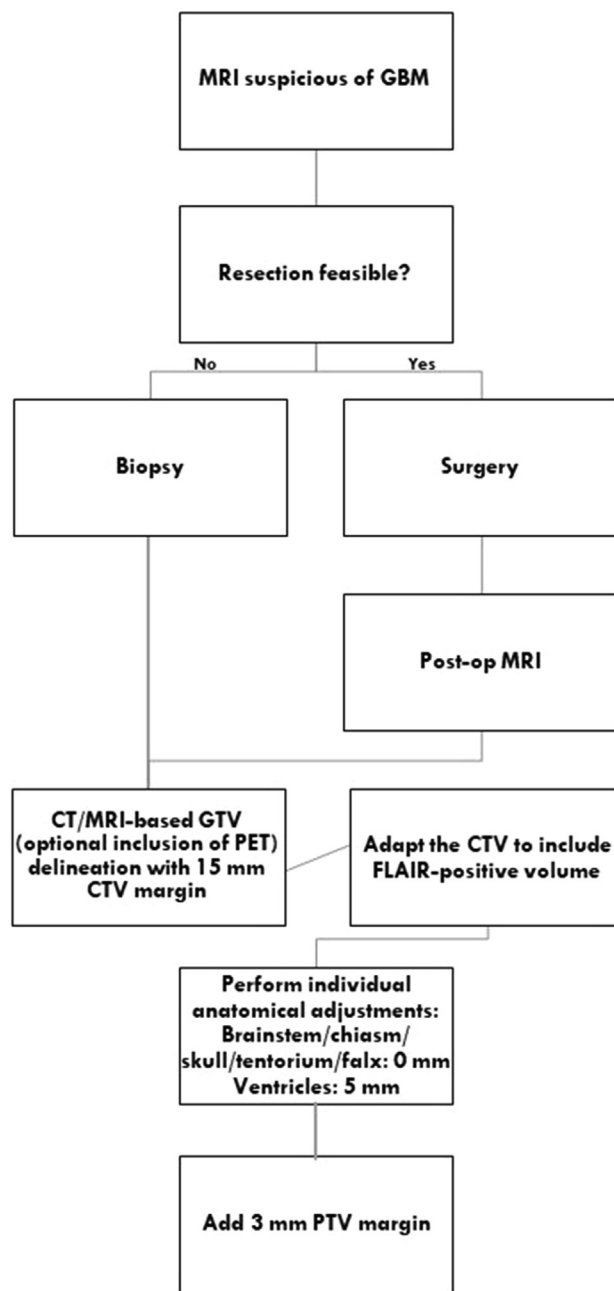 MRI suspicious of GBM
Resection feasible?
No
Yes
Biopsy
Surgery
Post-op MRI
CT/MRI-based GTV
(optional inclusion of PET)
delineation with 15 mm
CTV margin
Adapt the CTV to include
FLAIR-positive volume
Perform individual
anatomical adjustments:
Brainstem/chiasm/
skull/tentorium/falx: 0 mm
Ventricles: 5 mm
Add 3 mm PTV margin